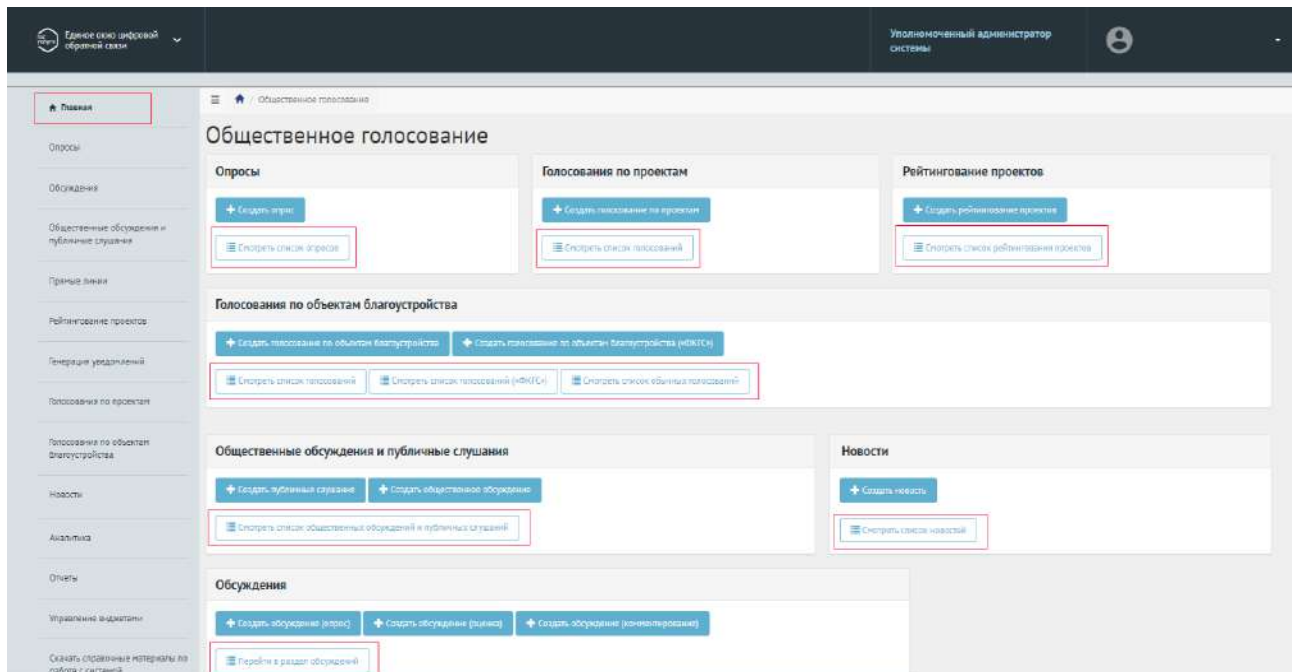 Единое окно цифровой
обратной связи
Уполномоченный администратор
системы
Главная
Опросы
Обсуждения
Общественные обсуждения и
публичные слушания
Прямые линии
Рейтингование проектов
Генерация уведомлений
Голосования по проектам
Голосования по объектам
благоустройства
Новости
Аналитика
Отчеты
Управление виджетами
Скачать справочные материалы по
работе с системой
/ Общественное голосование
Общественное голосование
Опросы
Создать опрос
Смотреть список опросов
Голосования по проектам
Создать голосование по проектам
Смотреть список голосований
Рейтингование проектов
Создать рейтингование проектов
Смотреть список рейтингования проектов
Голосования по объектам благоустройства
Создать голосование по объектам благоустройства
Создать голосование по объектам благоустройства («ФКГС»)
Смотреть список голосований
Смотреть список голосований («ФКГС»)
Смотреть список обычных голосований
Общественные обсуждения и публичные слушания
Создать публичные слушания
Создать общественное обсуждение
Смотреть список общественных обсуждений и публичных слушаний
Новости
Создать новость
Смотреть список новостей
Обсуждения
Создать обсуждение (опрос)
Создать обсуждение (оценка)
Создать обсуждение (комментирование)
Перейти в раздел обсуждений